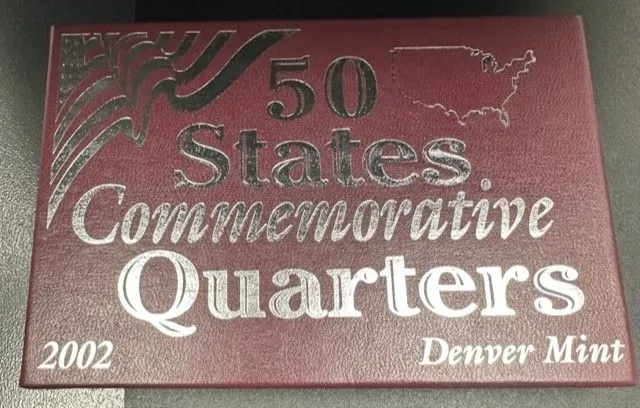 50
States
Commemorative
Quarters
2002 Denver Mint